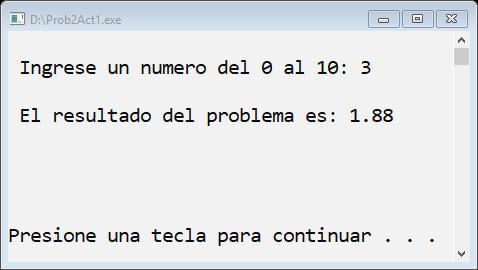 D:\Prob2Act1.exe
Ingrese un numero del 0 al 10: 3
El resultado del problema es: 1.88
Presione una tecla para continuar . . .